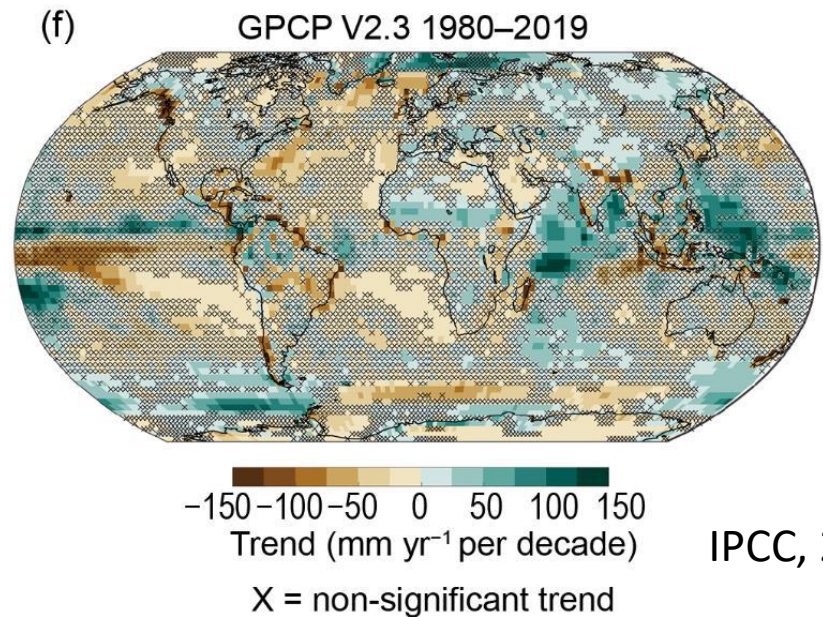 (f) GPCP V2.3 1980–2019
−150 −100 −50 0 50 100 150
Trend (mm yr⁻¹ per decade)
IPCC,
X = non-significant trend